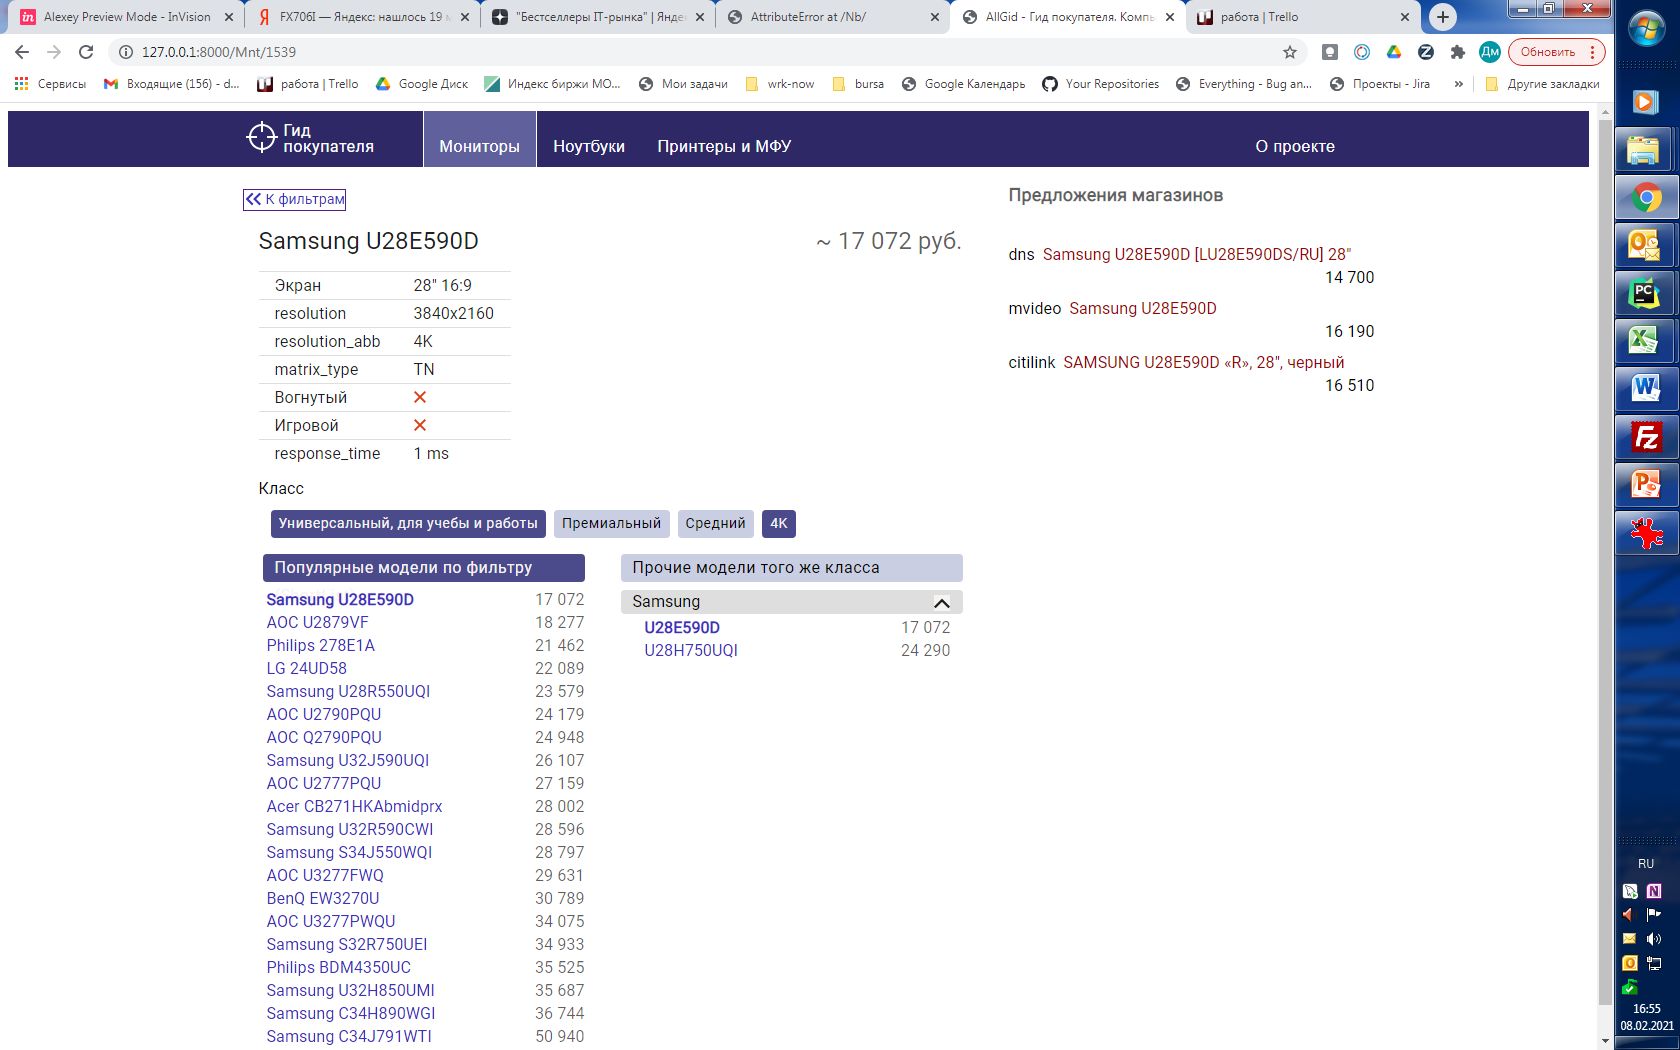 Alexey Preview Mode - InVision
FX706I — Яндекс: нашлось 19
"Бестселлеры IT-рынка" | Янде
AttributeError at /Nb/
AllGid - Гид покупателя. Комп
работа | Trello
127.0.0.1:8000/Mnt/1539
Дм
Обновить
Сервисы
Входящие (156) - d...
работа | Trello
Google Диск
Индекс биржи МО...
Мои задачи
wrk-now
bursa
Google Календарь
Your Repositories
Everything - Bug an...
Проекты - Jira
»
Другие закладки
Гид
покупателя
Мониторы
Ноутбуки
Принтеры и МФУ
О проекте
К фильтрам
Samsung U28E590D
~ 17 072 руб.
Экран 28" 16:9
resolution 3840x2160
resolution_abb 4K
matrix_type TN
Вогнутый
Игровой
response_time 1 ms
Класс
Универсальный, для учебы и работы
Премиальный
Средний
4K
Популярные модели по фильтру
Samsung U28E590D 17 072
AOC U2879VF 18 277
Philips 278E1A 21 462
LG 24UD58 22 089
Samsung U28R550UQI 23 579
AOC U2790PQU 24 179
AOC Q2790PQU 24 948
Samsung U32J590UQI 26 107
AOC U2777PQU 27 159
Acer CB271HKAbmidprx 28 002
Samsung U32R590CWI 28 596
Samsung S34J550WQI 28 797
AOC U3277FWQ 29 631
BenQ EW3270U 30 789
AOC U3277PWQU 34 075
Samsung S32R750UEI 34 933
Philips BDM4350UC 35 525
Samsung U32H850UMI 35 687
Samsung C34H890WGI 36 744
Samsung C34J791WTI 50 940
Прочие модели того же класса
Samsung
U28E590D 17 072
U28H750UQI 24 290
Предложения магазинов
dns Samsung U28E590D [LU28E590DS/RU] 28"
14 700
mvideo Samsung U28E590D
16 190
citilink SAMSUNG U28E590D «R», 28", черный
16 510
RU
16:55
08.02.2021